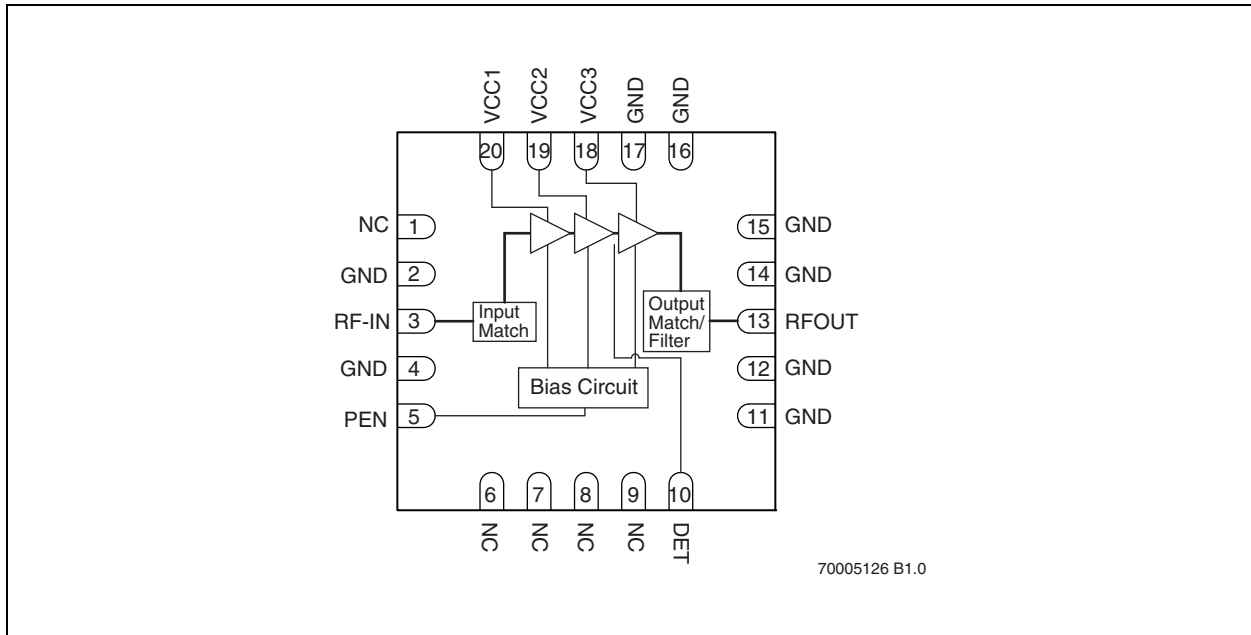 VCC1
VCC2
VCC3
GND
GND
20
19
18
17
16
NC
1
GND
2
RF-IN
3
GND
4
PEN
5
15
GND
14
GND
13
RFOUT
12
GND
11
GND
Input
Match
Output
Match/
Filter
Bias Circuit
6
7
8
9
10
NC
NC
NC
NC
DET
70005126 B1.0